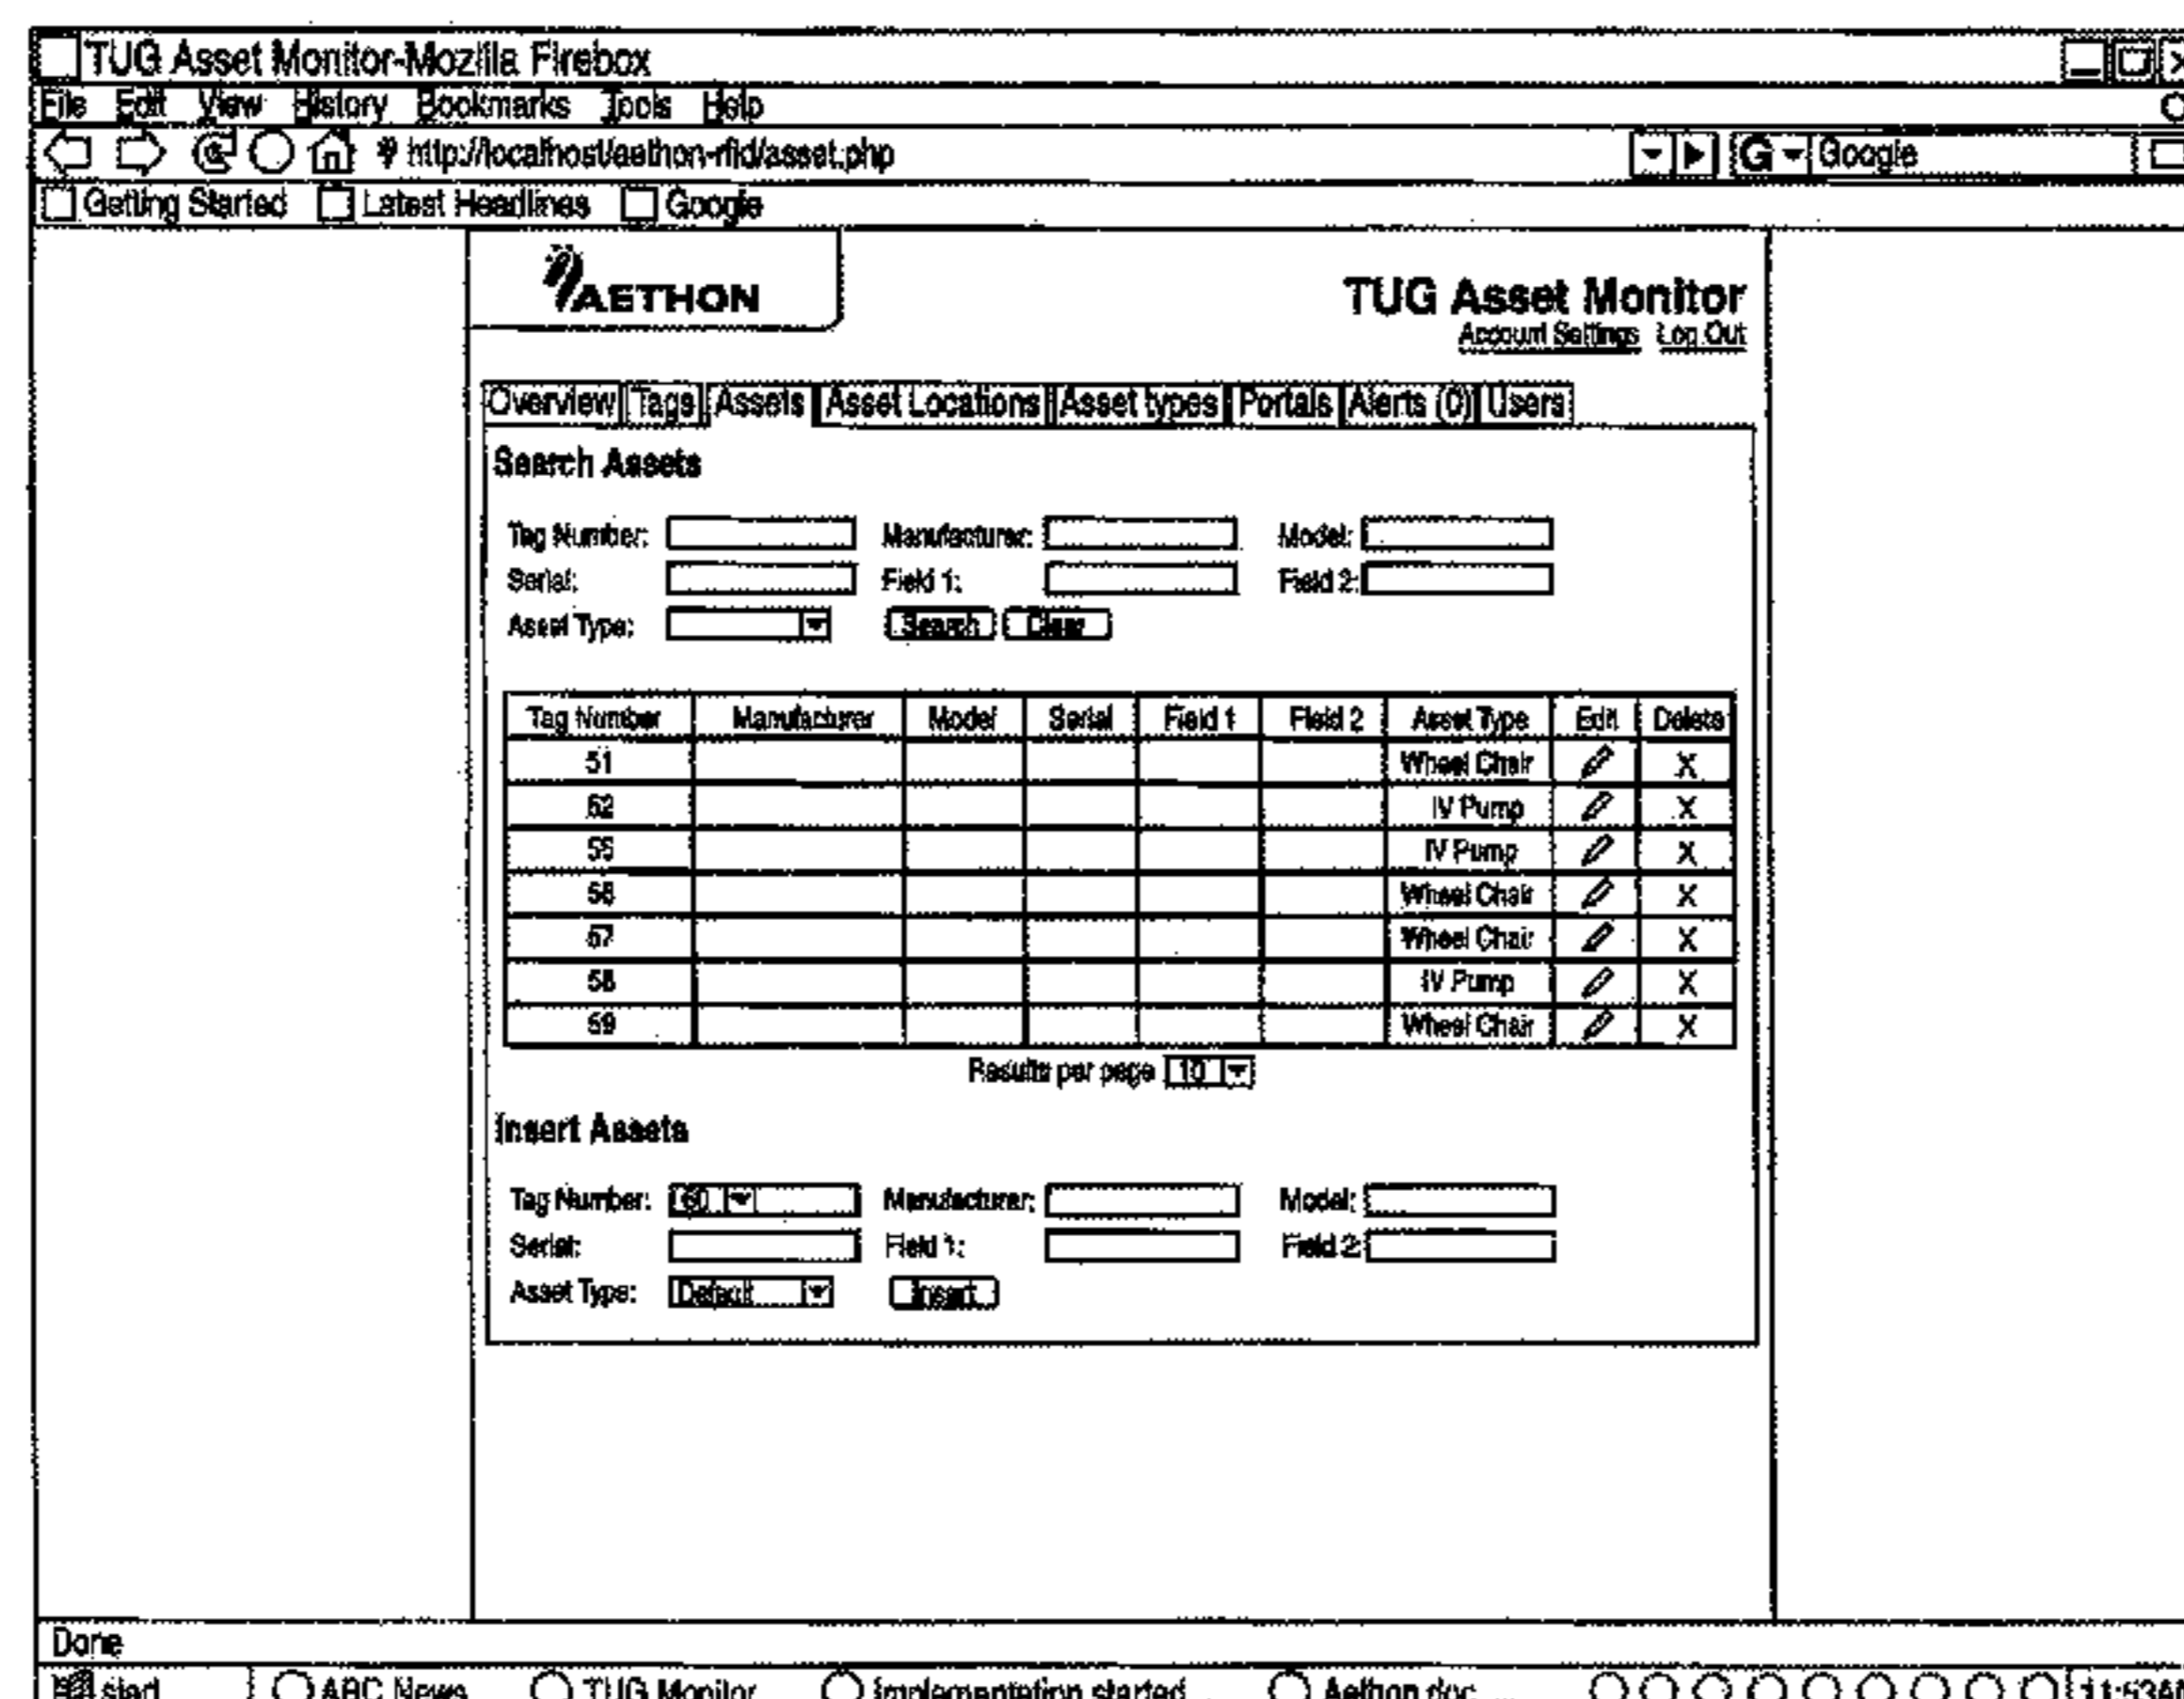 TUG Asset Monitor-Mozilla Firebox
File Edit View History Bookmarks Tools Help
http://localhost/aethon-rfid/asset.php G Google
Getting Started Latest Headlines Google
AETHON
TUG Asset Monitor
Account Settings Log Out
Overview Tags Assets Asset Locations Asset types Portals Alerts (0) Users
Search Assets
Tag Number: Manufacturer: Model:
Serial: Field 1: Field 2:
Asset Type: Search Clear
Tag Number Manufacturer Model Serial Field 1 Field 2 Asset Type Edit Delete
51 Wheel Chair X
52 IV Pump X
55 IV Pump X
56 Wheel Chair X
57 Wheel Chair X
58 IV Pump X
59 Wheel Chair X
Results per page 10
Insert Assets
Tag Number: 60 Manufacturer: Model:
Serial: Field 1: Field 2:
Asset Type: Default Insert
Done
start ABC News TUG Monitor Implementation started... Aethon doc...